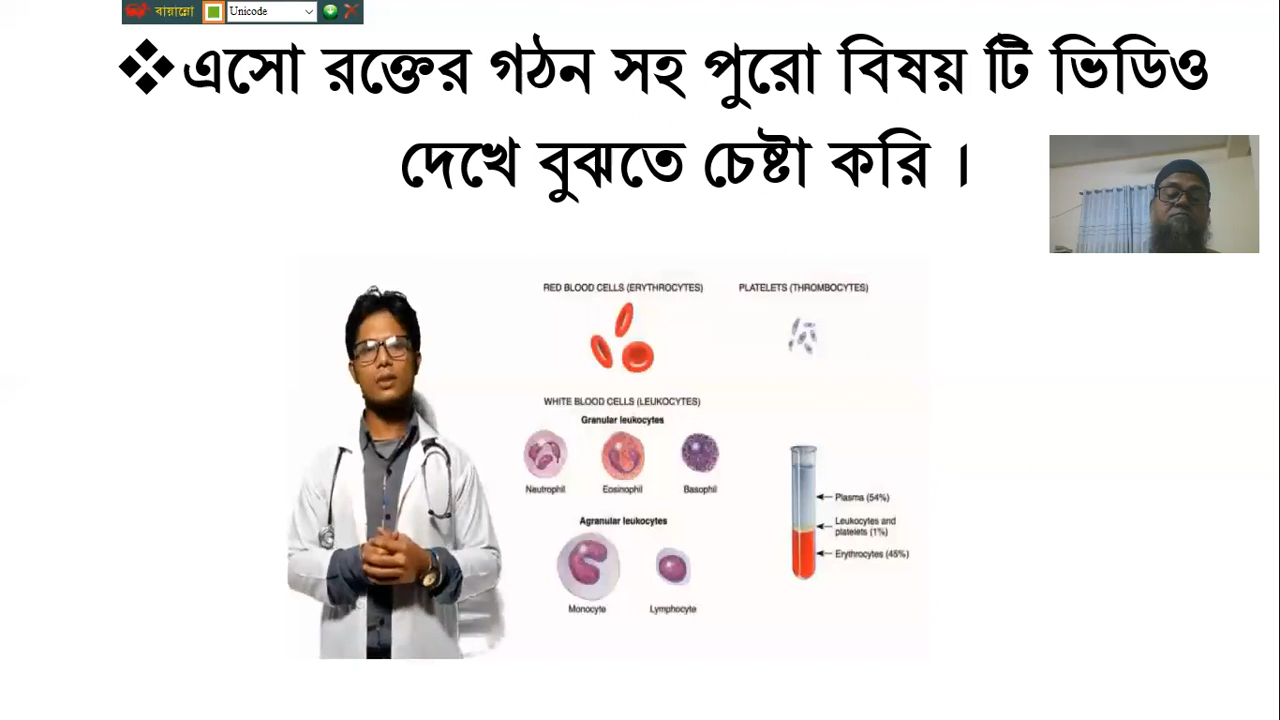 বায়ান্নো Unicode
❖এসো রক্তের গঠন সহ পুরো বিষয় টি ভিডিও
দেখে বুঝতে চেষ্টা করি ।
RED BLOOD CELLS (ERYTHROCYTES)
PLATELETS (THROMBOCYTES)
WHITE BLOOD CELLS (LEUKOCYTES)
Granular leukocytes
Neutrophil Eosinophil Basophil
Agranular leukocytes
Monocyte Lymphocyte
Plasma (54%)
Leukocytes and
platelets (1%)
Erythrocytes (45%)